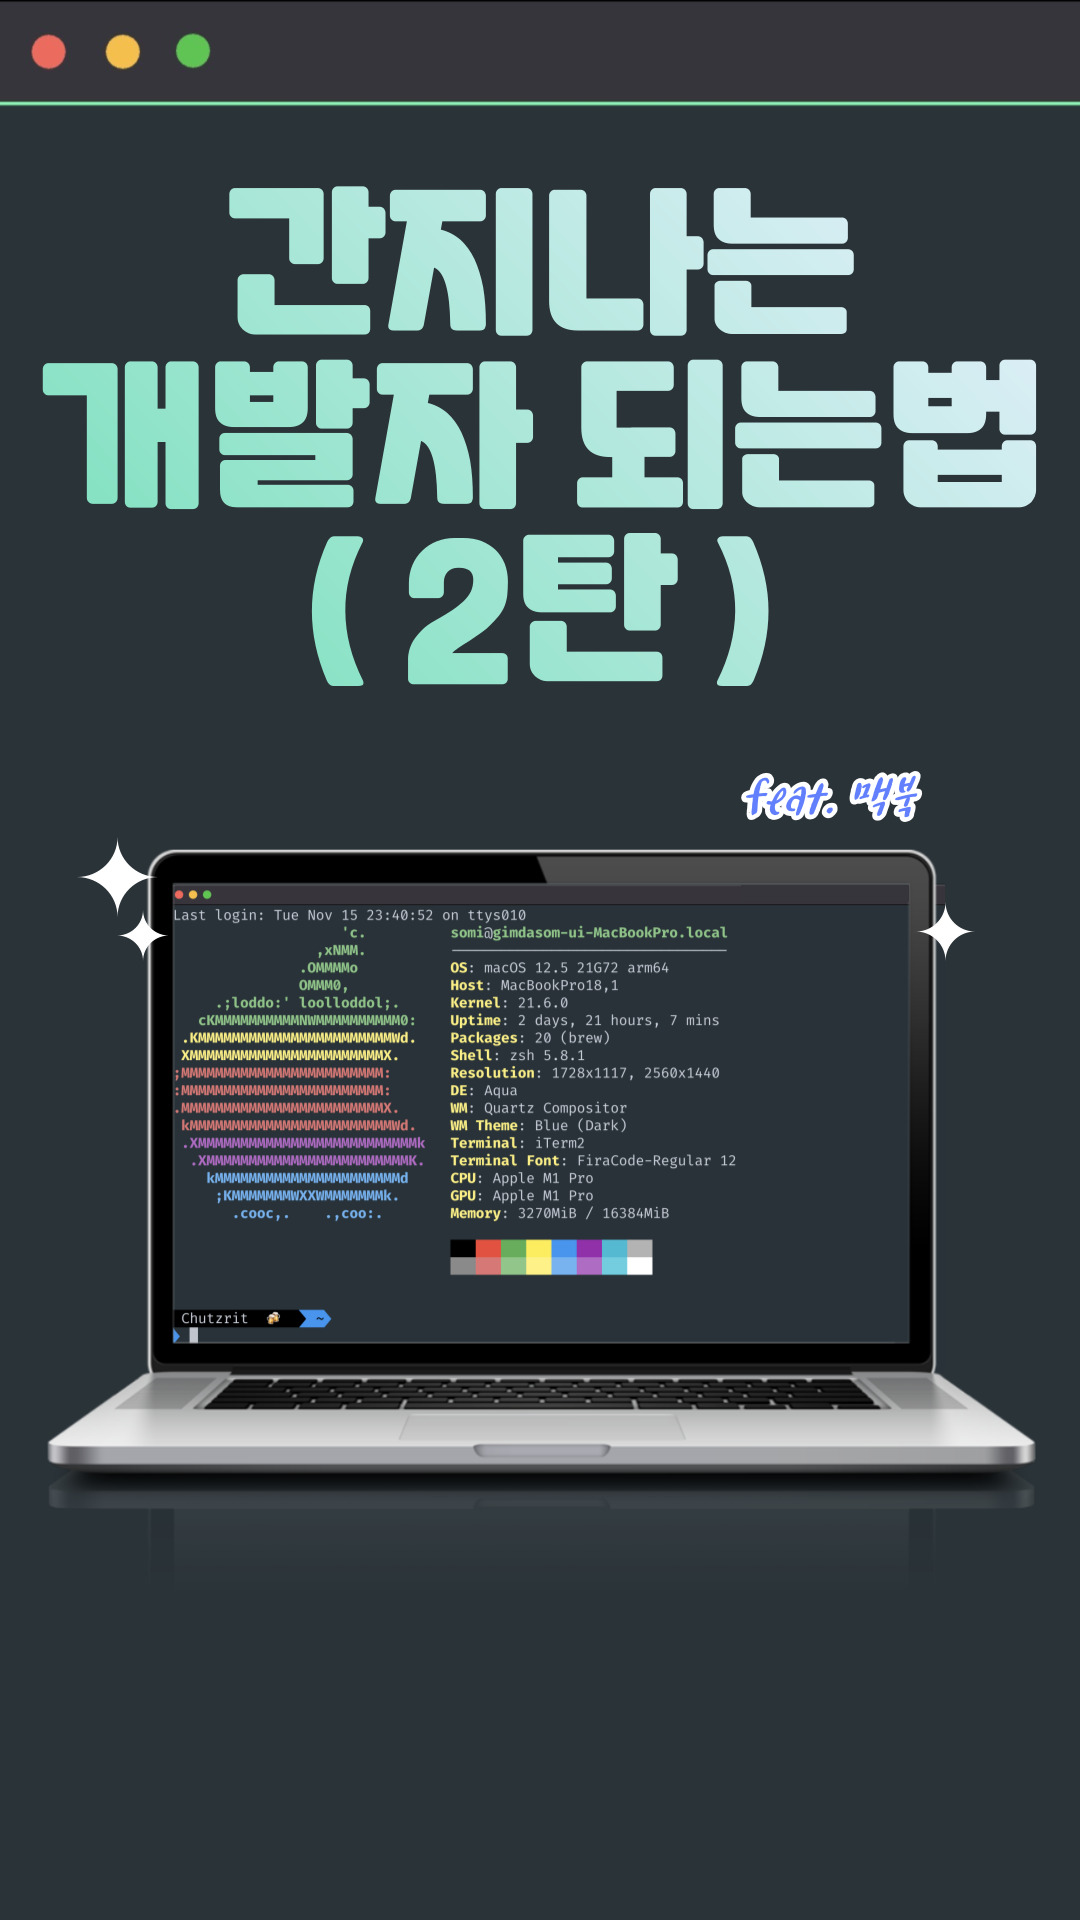 간지나는
개발자 되는법
( 2탄 )
feat. 맥북
Last login: Tue Nov 15 23:40:52 on ttys010
'c.
,xNMM.
.OMMMMo
OMMM0,
.;loddo:' loolloddol;.
cKMMMMMMMMMMNWMMMMMMMMMM0:
.KMMMMMMMMMMMMMMMMMMMMMMMWd.
XMMMMMMMMMMMMMMMMMMMMMMMX.
;MMMMMMMMMMMMMMMMMMMMMMMM:
:MMMMMMMMMMMMMMMMMMMMMMMM:
.MMMMMMMMMMMMMMMMMMMMMMMMX.
kMMMMMMMMMMMMMMMMMMMMMMMMWd.
.XMMMMMMMMMMMMMMMMMMMMMMMMMMk
.XMMMMMMMMMMMMMMMMMMMMMMMMK.
kMMMMMMMMMMMMMMMMMMMMMMd
;KMMMMMMMWXXWMMMMMMMk.
.cooc,. .,coo:.
somi@gimdasom-ui-MacBookPro.local
OS: macOS 12.5 21G72 arm64
Host: MacBookPro18,1
Kernel: 21.6.0
Uptime: 2 days, 21 hours, 7 mins
Packages: 20 (brew)
Shell: zsh 5.8.1
Resolution: 1728x1117, 2560x1440
DE: Aqua
WM: Quartz Compositor
WM Theme: Blue (Dark)
Terminal: iTerm2
Terminal Font: FiraCode-Regular 12
CPU: Apple M1 Pro
GPU: Apple M1 Pro
Memory: 3270MiB / 16384MiB
Chutzrit 🍻 ~